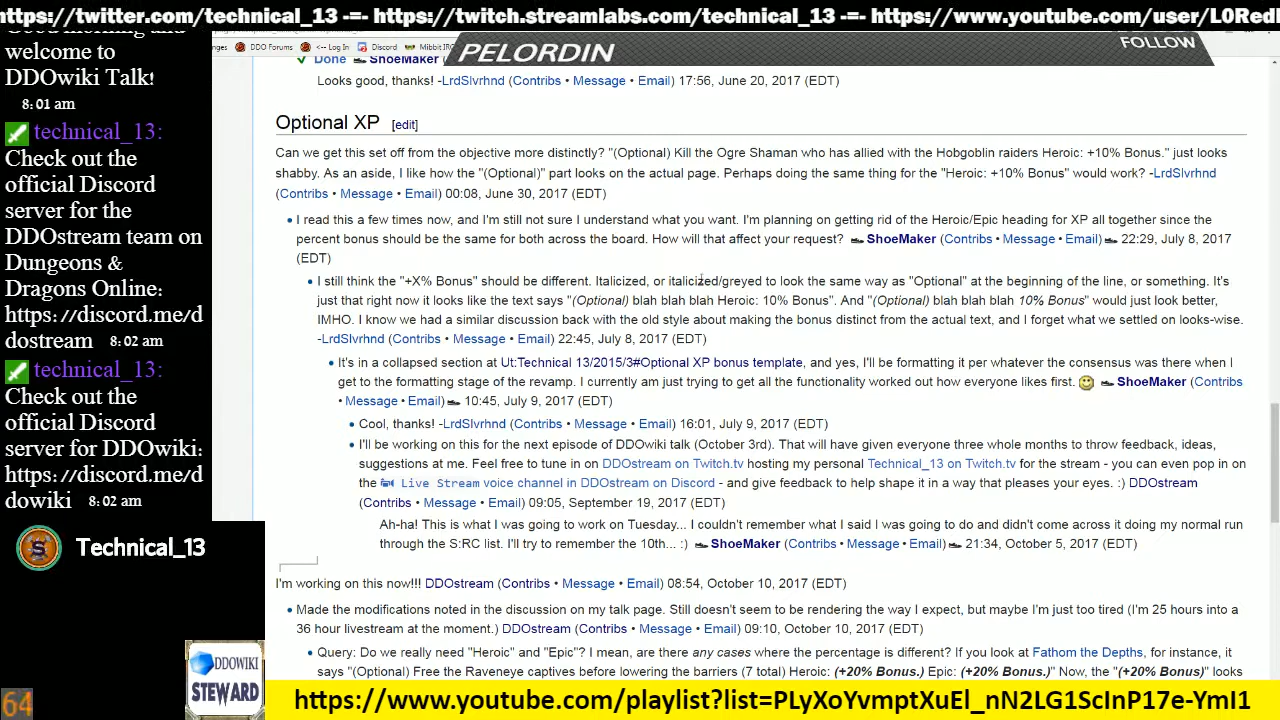 https://twitter.com/technical_13 -=- https://twitch.streamlabs.com/technical_13 -=- https://www.youtube.com/user/L0RedI
Good morning and
welcome to
DDOwiki Talk!
8:01 am
technical_13:
Check out the
official Discord
server for the
DDOstream team on
Dungeons &
Dragons Online:
https://discord.me/d
dostream 8:02 am
technical_13:
Check out the
official Discord
server for DDOwiki:
https://discord.me/d
dowiki 8:02 am
Technical_13
DDOWIKI
STEWARD
64
DDO Forums <-- Log In Discord Mibbit IRC
PELORDIN
FOLLOW
Done ShoeMaker
Looks good, thanks! -LrdSlvrhnd (Contribs • Message • Email) 17:56, June 20, 2017 (EDT)
Optional XP [edit]
Can we get this set off from the objective more distinctly? "(Optional) Kill the Ogre Shaman who has allied with the Hobgoblin raiders Heroic: +10% Bonus." just looks
shabby. As an aside, I like how the "(Optional)" part looks on the actual page. Perhaps doing the same thing for the "Heroic: +10% Bonus" would work? -LrdSlvrhnd
(Contribs • Message • Email) 00:08, June 30, 2017 (EDT)
• I read this a few times now, and I'm still not sure I understand what you want. I'm planning on getting rid of the Heroic/Epic heading for XP all together since the
percent bonus should be the same for both across the board. How will that affect your request? ShoeMaker (Contribs • Message • Email) 22:29, July 8, 2017
(EDT)
• I still think the "+X% Bonus" should be different. Italicized, or italicized/greyed to look the same way as "Optional" at the beginning of the line, or something. It's
just that right now it looks like the text says "(Optional) blah blah blah Heroic: 10% Bonus". And "(Optional) blah blah blah 10% Bonus" would just look better,
IMHO. I know we had a similar discussion back with the old style about making the bonus distinct from the actual text, and I forget what we settled on looks-wise.
-LrdSlvrhnd (Contribs • Message • Email) 22:45, July 8, 2017 (EDT)
• It's in a collapsed section at Ut:Technical 13/2015/3#Optional XP bonus template, and yes, I'll be formatting it per whatever the consensus was there when I
get to the formatting stage of the revamp. I currently am just trying to get all the functionality worked out how everyone likes first. ShoeMaker (Contribs
• Message • Email) 10:45, July 9, 2017 (EDT)
• Cool, thanks! -LrdSlvrhnd (Contribs • Message • Email) 16:01, July 9, 2017 (EDT)
• I'll be working on this for the next episode of DDOwiki talk (October 3rd). That will have given everyone three whole months to throw feedback, ideas,
suggestions at me. Feel free to tune in on DDOstream on Twitch.tv hosting my personal Technical_13 on Twitch.tv for the stream - you can even pop in on
the Live Stream voice channel in DDOstream on Discord - and give feedback to help shape it in a way that pleases your eyes. :) DDOstream
(Contribs • Message • Email) 09:05, September 19, 2017 (EDT)
Ah-ha! This is what I was going to work on Tuesday... I couldn't remember what I said I was going to do and didn't come across it doing my normal run
through the S:RC list. I'll try to remember the 10th... :) ShoeMaker (Contribs • Message • Email) 21:34, October 5, 2017 (EDT)
I'm working on this now!!! DDOstream (Contribs • Message • Email) 08:54, October 10, 2017 (EDT)
• Made the modifications noted in the discussion on my talk page. Still doesn't seem to be rendering the way I expect, but maybe I'm just too tired (I'm 25 hours into a
36 hour livestream at the moment.) DDOstream (Contribs • Message • Email) 09:10, October 10, 2017 (EDT)
• Query: Do we really need "Heroic" and "Epic"? I mean, are there any cases where the percentage is different? If you look at Fathom the Depths, for instance, it
says "(Optional) Free the Raveneye captives before lowering the barriers (7 total) Heroic: (+20% Bonus.) Epic: (+20% Bonus.)" Now, the "(+20% Bonus)" looks
https://www.youtube.com/playlist?list=PLyXoYvmptXuEl_nN2LG1ScInP17e-YmI1